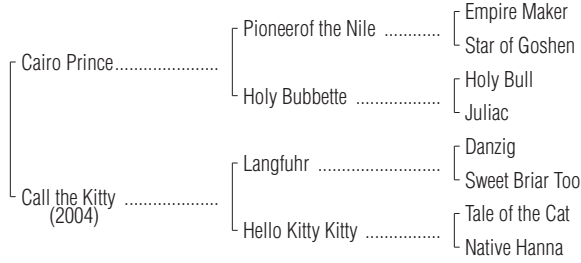 Empire Maker
Pioneerof the Nile ............
Star of Goshen
Cairo Prince.....................
Holy Bull
Holy Bubbette ..................
Juliac
Danzig
Langfuhr ..........................
Sweet Briar Too
Call the Kitty ...................
(2004)
Tale of the Cat
Hello Kitty Kitty ................
Native Hanna